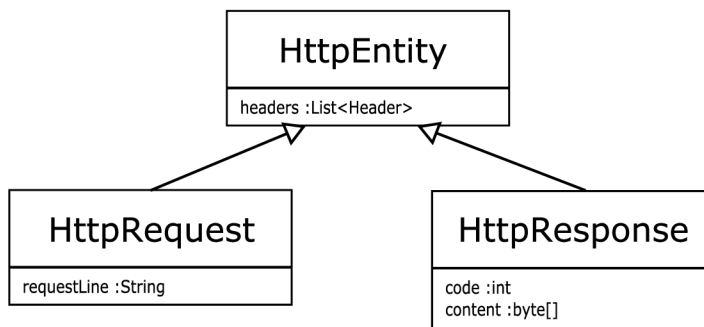 HttpEntity
headers :List<Header>
HttpRequest
requestLine :String
HttpResponse
code :int
content :byte[]